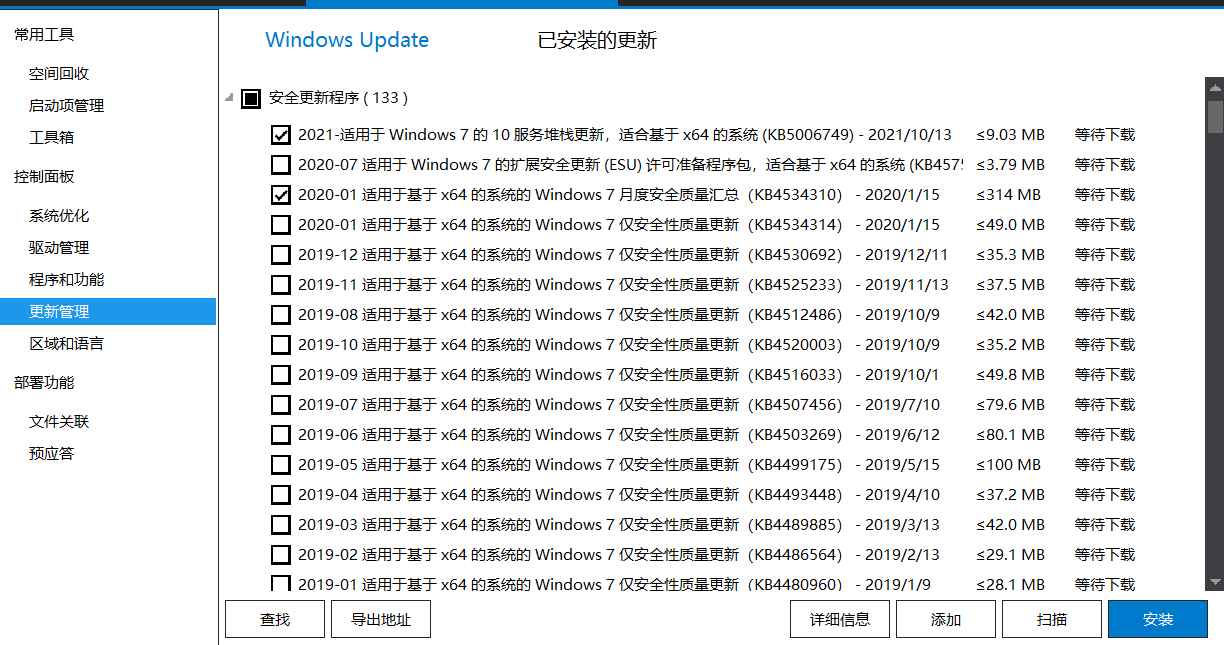 常用工具
空间回收
启动项管理
工具箱
控制面板
系统优化
驱动管理
程序和功能
更新管理
区域和语言
部署功能
文件关联
预应答
Windows Update 已安装的更新
安全更新程序 ( 133 )
2021-适用于 Windows 7 的 10 服务堆栈更新，适合基于 x64 的系统 (KB5006749) - 2021/10/13 ≤9.03 MB 等待下载
2020-07 适用于 Windows 7 的扩展安全更新 (ESU) 许可准备程序包，适合基于 x64 的系统 (KB457 ≤3.79 MB 等待下载
2020-01 适用于基于 x64 的系统的 Windows 7 月度安全质量汇总（KB4534310） - 2020/1/15 ≤314 MB 等待下载
2020-01 适用于基于 x64 的系统的 Windows 7 仅安全性质量更新（KB4534314） - 2020/1/15 ≤49.0 MB 等待下载
2019-12 适用于基于 x64 的系统的 Windows 7 仅安全性质量更新（KB4530692） - 2019/12/11 ≤35.3 MB 等待下载
2019-11 适用于基于 x64 的系统的 Windows 7 仅安全性质量更新（KB4525233） - 2019/11/13 ≤37.5 MB 等待下载
2019-08 适用于基于 x64 的系统的 Windows 7 仅安全性质量更新（KB4512486） - 2019/10/9 ≤42.0 MB 等待下载
2019-10 适用于基于 x64 的系统的 Windows 7 仅安全性质量更新（KB4520003） - 2019/10/9 ≤35.2 MB 等待下载
2019-09 适用于基于 x64 的系统的 Windows 7 仅安全性质量更新（KB4516033） - 2019/10/1 ≤49.8 MB 等待下载
2019-07 适用于基于 x64 的系统的 Windows 7 仅安全性质量更新（KB4507456） - 2019/7/10 ≤79.6 MB 等待下载
2019-06 适用于基于 x64 的系统的 Windows 7 仅安全性质量更新（KB4503269） - 2019/6/12 ≤80.1 MB 等待下载
2019-05 适用于基于 x64 的系统的 Windows 7 仅安全性质量更新（KB4499175） - 2019/5/15 ≤100 MB 等待下载
2019-04 适用于基于 x64 的系统的 Windows 7 仅安全性质量更新（KB4493448） - 2019/4/10 ≤37.2 MB 等待下载
2019-03 适用于基于 x64 的系统的 Windows 7 仅安全性质量更新（KB4489885） - 2019/3/13 ≤42.0 MB 等待下载
2019-02 适用于基于 x64 的系统的 Windows 7 仅安全性质量更新（KB4486564） - 2019/2/13 ≤29.1 MB 等待下载
2019-01 适用于基于 x64 的系统的 Windows 7 仅安全性质量更新（KB4480960） - 2019/1/9 ≤28.1 MB 等待下载
查找 导出地址 详细信息 添加 扫描 安装